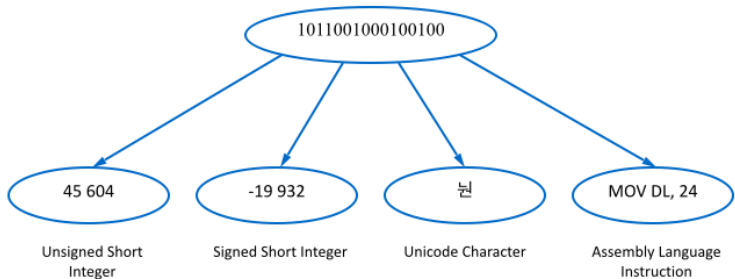 1011001000100100
45 604
-19 932
눤
MOV DL, 24
Unsigned Short
Integer
Signed Short Integer
Unicode Character
Assembly Language
Instruction